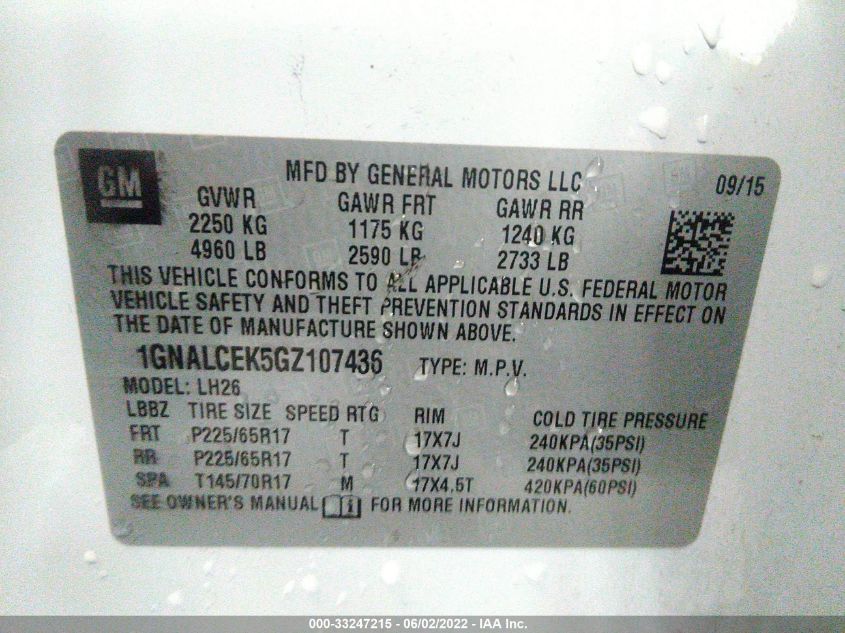 GM
MFD BY GENERAL MOTORS LLC
09/15
GVWR GAWR FRT GAWR RR
2250 KG 1175 KG 1240 KG
4960 LB 2590 LB 2733 LB
THIS VEHICLE CONFORMS TO ALL APPLICABLE U.S. FEDERAL MOTOR
VEHICLE SAFETY AND THEFT PREVENTION STANDARDS IN EFFECT ON
THE DATE OF MANUFACTURE SHOWN ABOVE.
1GNALCEK5GZ107436 TYPE: M.P.V.
MODEL: LH26
LBBZ TIRE SIZE SPEED RTG RIM COLD TIRE PRESSURE
FRT P225/65R17 T 17X7J 240KPA(35PSI)
RR P225/65R17 T 17X7J 240KPA(35PSI)
SPA T145/70R17 M 17X4.5T 420KPA(60PSI)
SEE OWNER'S MANUAL i FOR MORE INFORMATION.
000-33247215 - 06/02/2022 - IAA Inc.